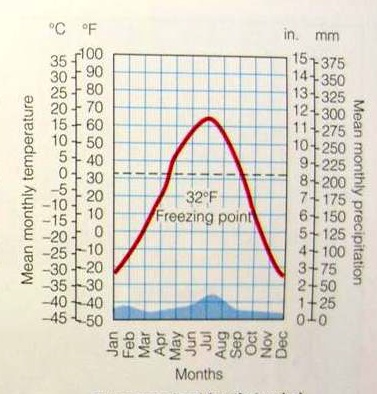 °C °F
in. mm
100
35 90
30 80
25
20 70
15 60
10 50
5 40
0 30
-5 20
-10
-15 10
-20 0
-25 -10
-30 -20
-35 -30
-40 -40
-45 -50
15 375
14 350
13 325
12 300
11 275
10 250
9 225
8 200
7 175
6 150
5 125
4 100
3 75
2 50
1 25
0 0
Mean monthly temperature
Mean monthly precipitation
32°F
Freezing point
Jan
Feb
Mar
Apr
May
Jun
Jul
Aug
Sep
Oct
Nov
Dec
Months